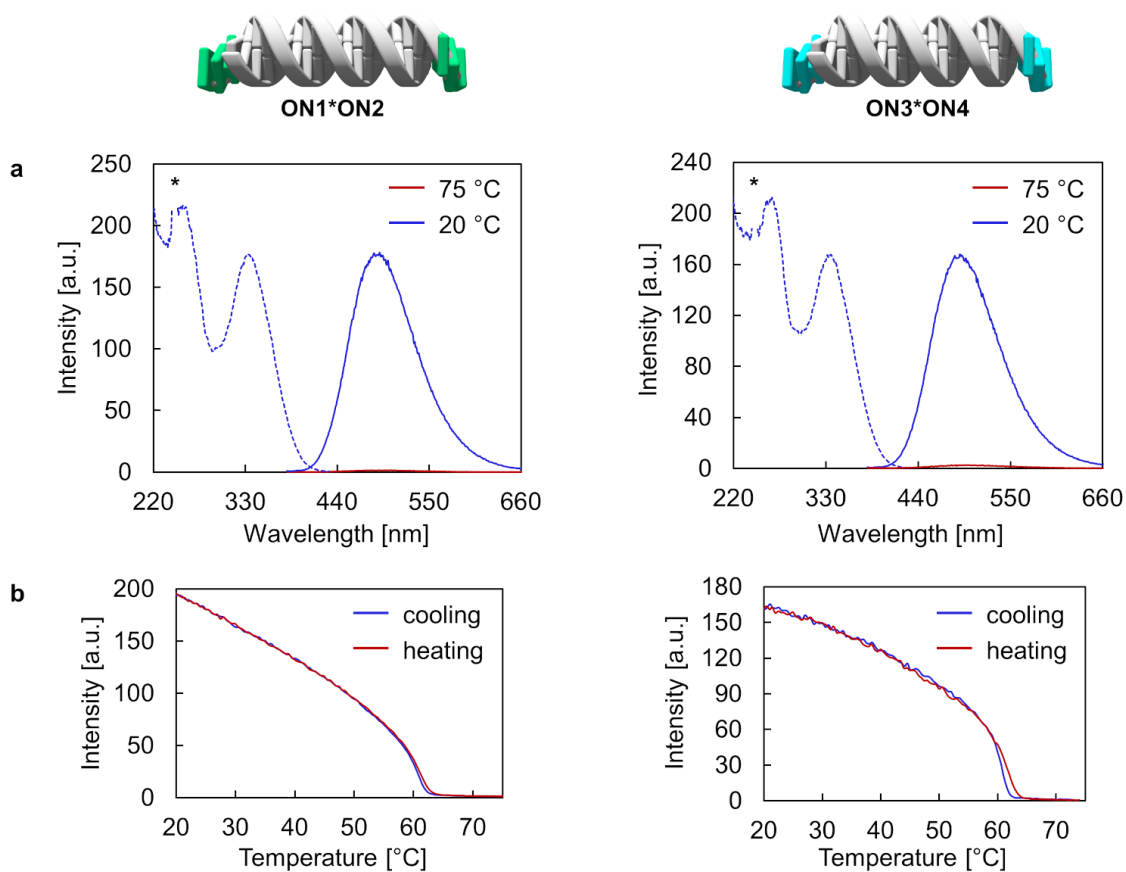 ON1*ON2
ON3*ON4
a
250
200
150
100
50
0
Intensity [a.u.]
*
75 °C
20 °C
220 330 440 550 660
Wavelength [nm]
240
200
160
120
80
40
0
Intensity [a.u.]
*
75 °C
20 °C
220 330 440 550 660
Wavelength [nm]
b
200
150
100
50
0
Intensity [a.u.]
cooling
heating
20 30 40 50 60 70
Temperature [°C]
180
150
120
90
60
30
0
Intensity [a.u.]
cooling
heating
20 30 40 50 60 70
Temperature [°C]